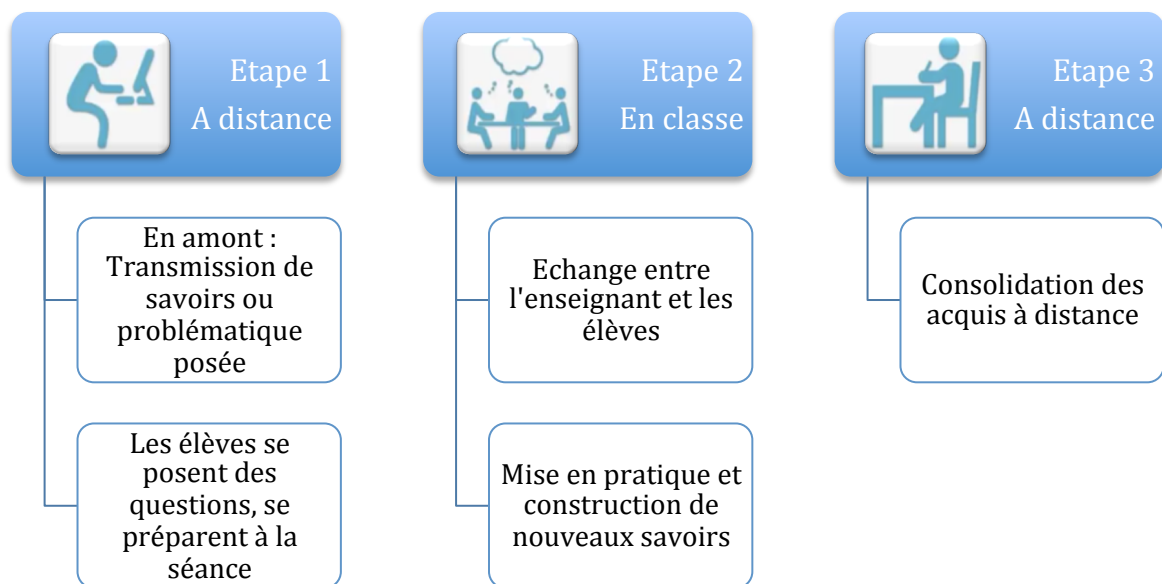 Etape 1
A distance
En amont :
Transmission de
savoirs ou
problématique
posée
Les élèves se
posent des
questions, se
préparent à la
séance
Etape 2
En classe
Echange entre
l'enseignant et les
élèves
Mise en pratique et
construction de
nouveaux savoirs
Etape 3
A distance
Consolidation des
acquis à distance